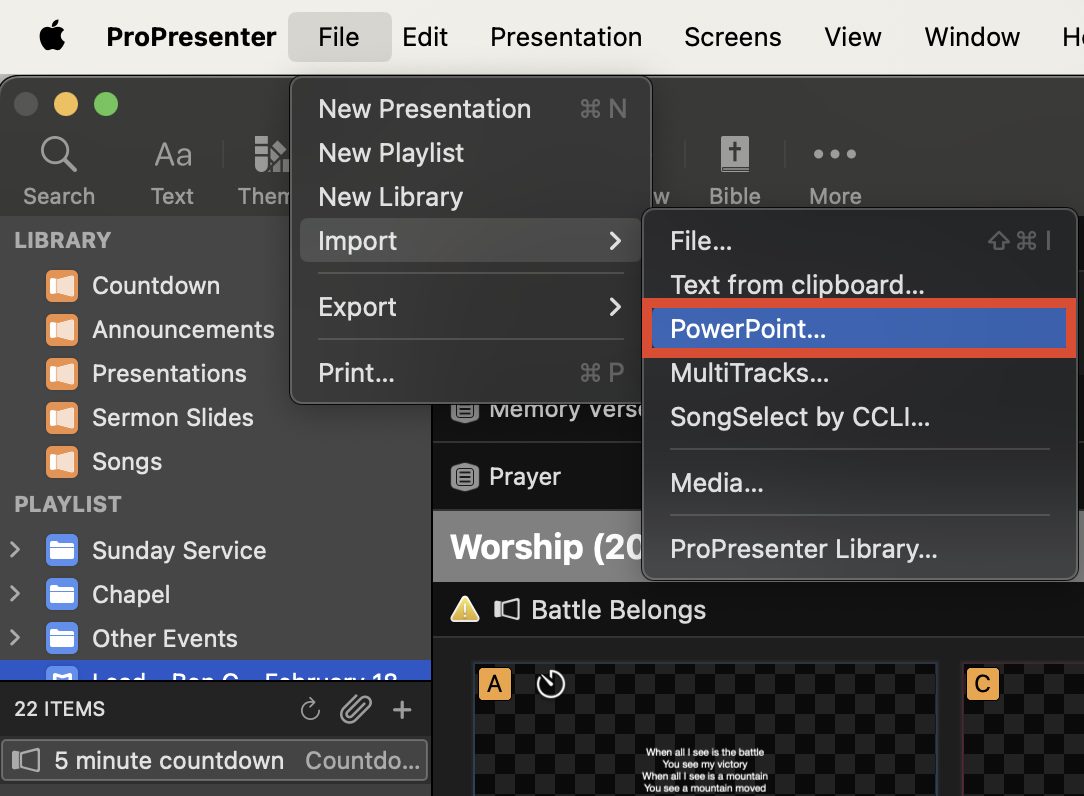 ProPresenter File Edit Presentation Screens View Window
New Presentation ⌘ N
New Playlist
New Library
Import
Export
Print... ⌘ P
File... ⇧ ⌘ I
Text from clipboard...
PowerPoint...
MultiTracks...
SongSelect by CCLI...
Media...
ProPresenter Library...
Search Text Bible More
LIBRARY
Countdown
Announcements
Presentations
Sermon Slides
Songs
PLAYLIST
Sunday Service
Chapel
Other Events
22 ITEMS
5 minute countdown Countdo...
Memory
Prayer
Worship (20
Battle Belongs
A
C
When all I see is the battle
You see my victory
When all I see is a mountain
You see a mountain moved